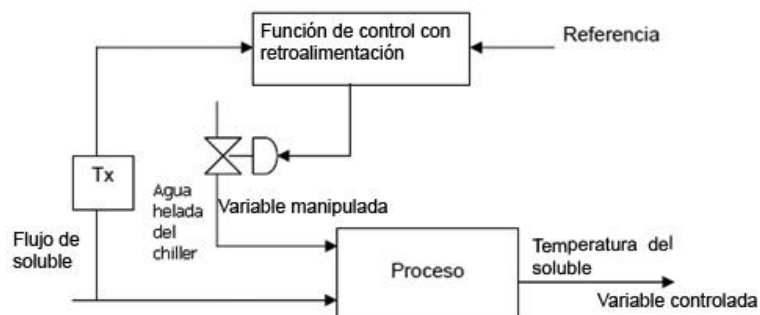 Función de control con
retroalimentación
Referencia
Tx
Agua
helada
del
chiller
Variable manipulada
Flujo de
soluble
Proceso
Temperatura del
soluble
Variable controlada